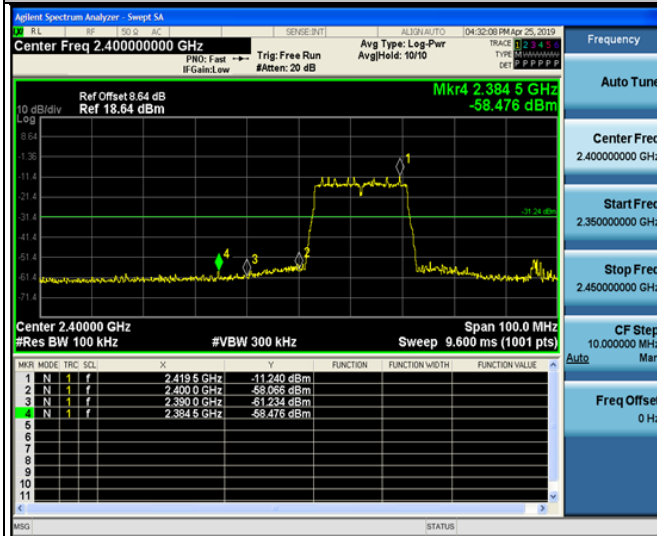 Agilent Spectrum Analyzer - Swept SA
RL RF 50 Ω AC SENSE:INT ALIGN AUTO 04:32:08 PM Apr 25, 2019
Center Freq 2.400000000 GHz
PNO: Fast
IFGain:Low
Trig: Free Run
#Atten: 20 dB
Avg Type: Log-Pwr
Avg|Hold: 10/10
TRACE 1 2 3 4 5 6
TYPE M
DET P P P P P P
Ref Offset 8.64 dB
10 dB/div Ref 18.64 dBm
Log
Mkr4 2.384 5 GHz
-58.476 dBm
8.64
-1.36
-11.4
-21.4
-31.4
-41.4
-51.4
-61.4
-71.4
1
-31.24 dBm
4
3
2
Center 2.40000 GHz Span 100.0 MHz
#Res BW 100 kHz #VBW 300 kHz Sweep 9.600 ms (1001 pts)
MKR MODE TRC SCL X Y FUNCTION FUNCTION WIDTH FUNCTION VALUE
1 N 1 f 2.419 5 GHz -11.240 dBm
2 N 1 f 2.400 0 GHz -58.066 dBm
3 N 1 f 2.390 0 GHz -61.234 dBm
4 N 1 f 2.384 5 GHz -58.476 dBm
5
6
7
8
9
10
11
MSG STATUS
Frequency
Auto Tune
Center Freq
2.400000000 GHz
Start Freq
2.350000000 GHz
Stop Freq
2.450000000 GHz
CF Step
10.000000 MHz
Auto Man
Freq Offset
0 Hz